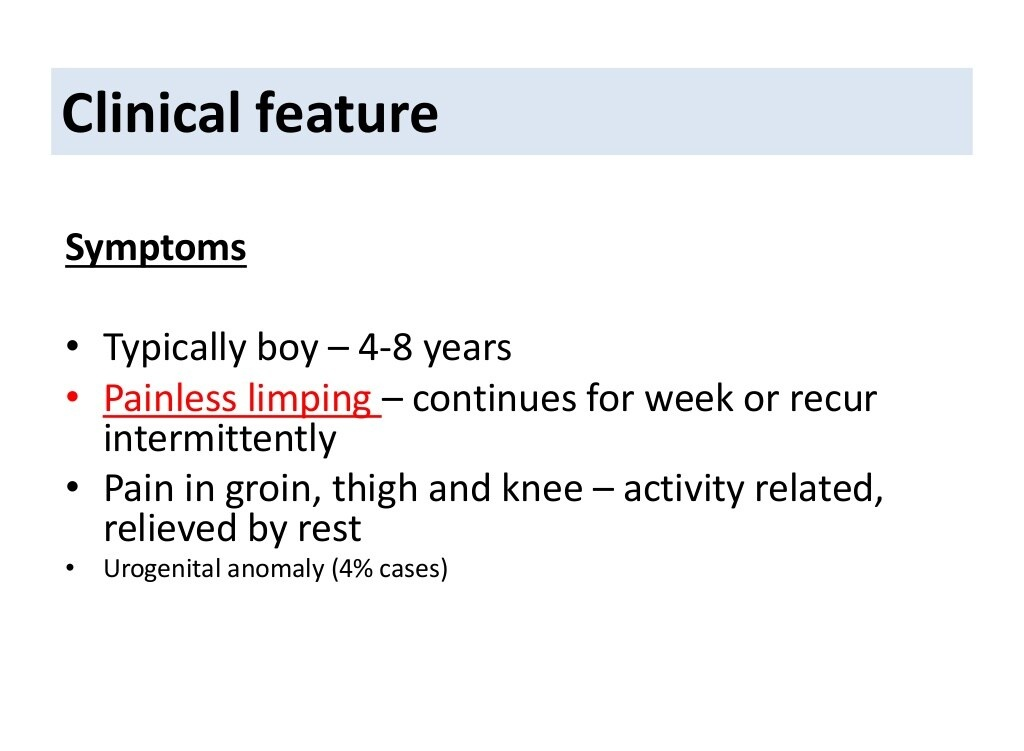 Clinical feature
Symptoms
• Typically boy – 4-8 years
• Painless limping – continues for week or recur
intermittently
• Pain in groin, thigh and knee – activity related,
relieved by rest
• Urogenital anomaly (4% cases)